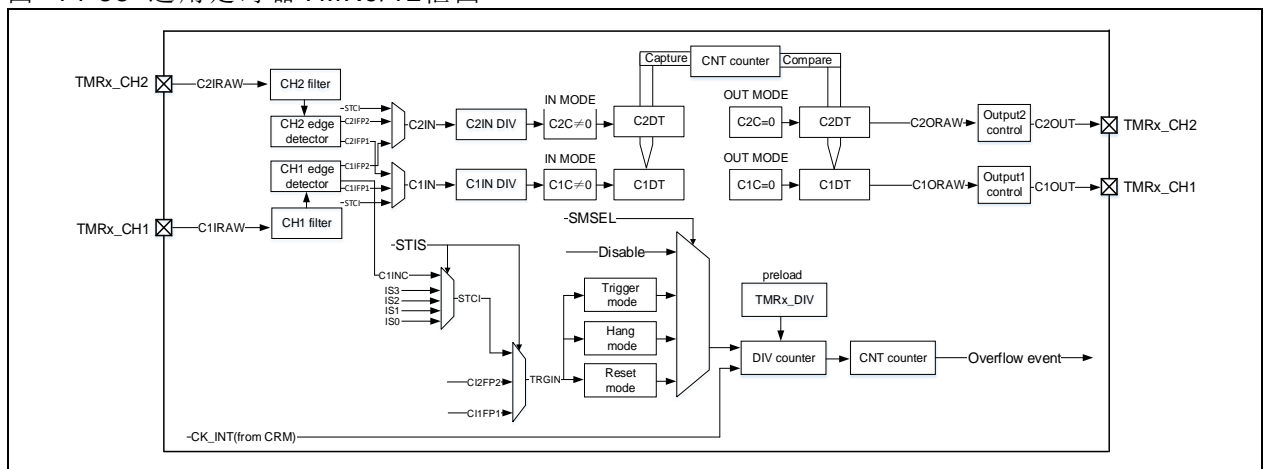 Capture
CNT counter
Compare
TMRx_CH2
C2IRAW
CH2 filter
STCI
C2IFP2
C2IFP1
CH2 edge
detector
C2IN
C2IN DIV
IN MODE
C2C≠0
C2DT
OUT MODE
C2C=0
C2DT
C2ORAW
Output2
control
C2OUT
TMRx_CH2
CH1 edge
detector
C1IFP2
C1IFP1
STCI
C1IN
C1IN DIV
IN MODE
C1C≠0
C1DT
OUT MODE
C1C=0
C1DT
C1ORAW
Output1
control
C1OUT
TMRx_CH1
TMRx_CH1
C1IRAW
CH1 filter
SMSEL
STIS
Disable
C1INC
IS3
IS2
IS1
IS0
STCI
Trigger
mode
preload
TMRx_DIV
Hang
mode
DIV counter
CNT counter
Overflow event
CI2FP2
TRGIN
Reset
mode
CI1FP1
CK_INT(from CRM)